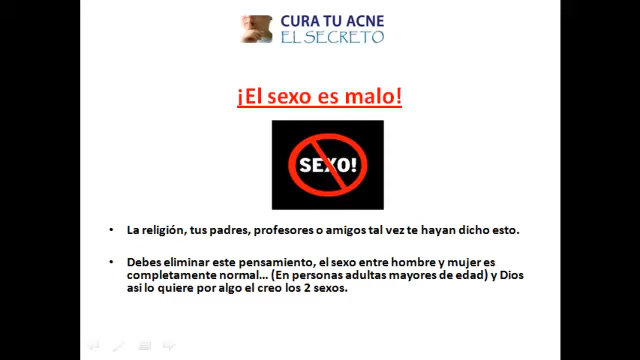 CURA TU ACNE
EL SECRETO
¡El sexo es malo!
SEXO!
• La religión, tus padres, profesores o amigos tal vez te hayan dicho esto.
• Debes eliminar este pensamiento, el sexo entre hombre y mujer es
completamente normal… (En personas adultas mayores de edad) y Dios
asi lo quiere por algo el creo los 2 sexos.